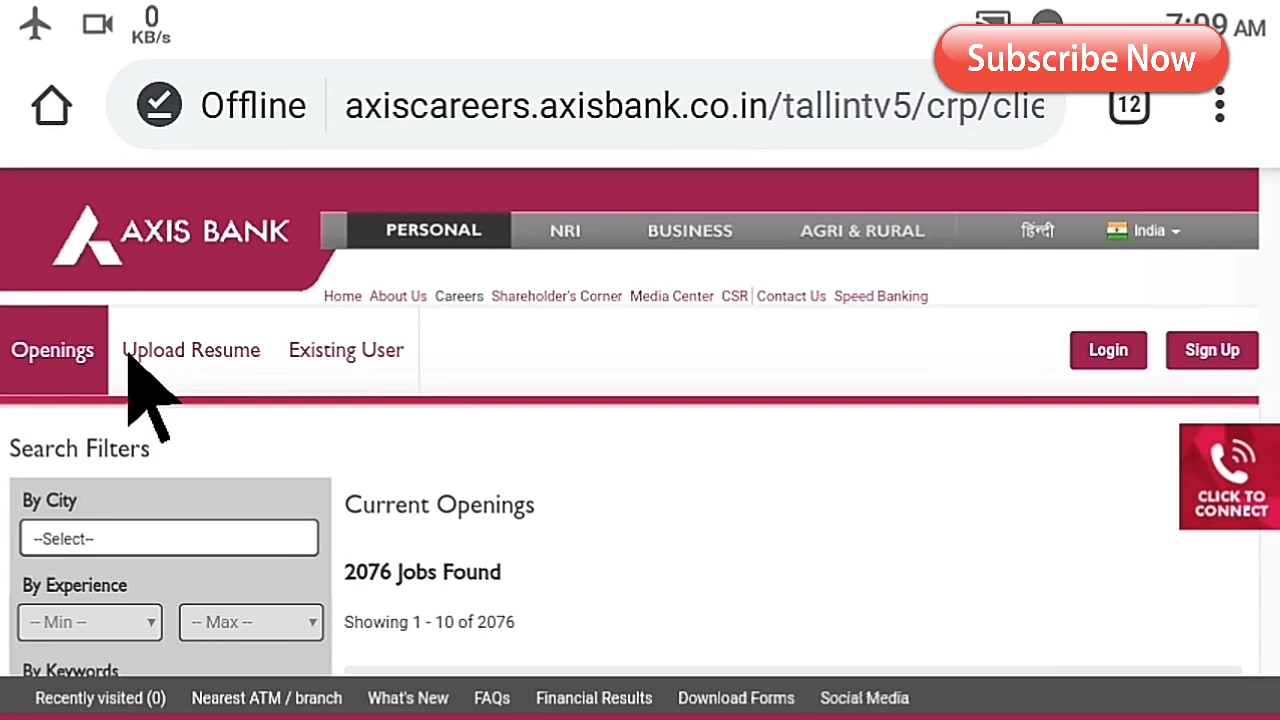 0
KB/s
7:09 AM
Subscribe Now
Offline
axiscareers.axisbank.co.in/tallintv5/crp/clie
12
AXIS BANK
PERSONAL NRI BUSINESS AGRI & RURAL हिन्दी India
Home About Us Careers Shareholder's Corner Media Center CSR Contact Us Speed Banking
Openings Upload Resume Existing User Login Sign Up
Search Filters
By City
--Select--
By Experience
-- Min -- -- Max --
By Keywords
Current Openings
2076 Jobs Found
Showing 1 - 10 of 2076
CLICK TO
CONNECT
Recently visited (0) Nearest ATM / branch What's New FAQs Financial Results Download Forms Social Media